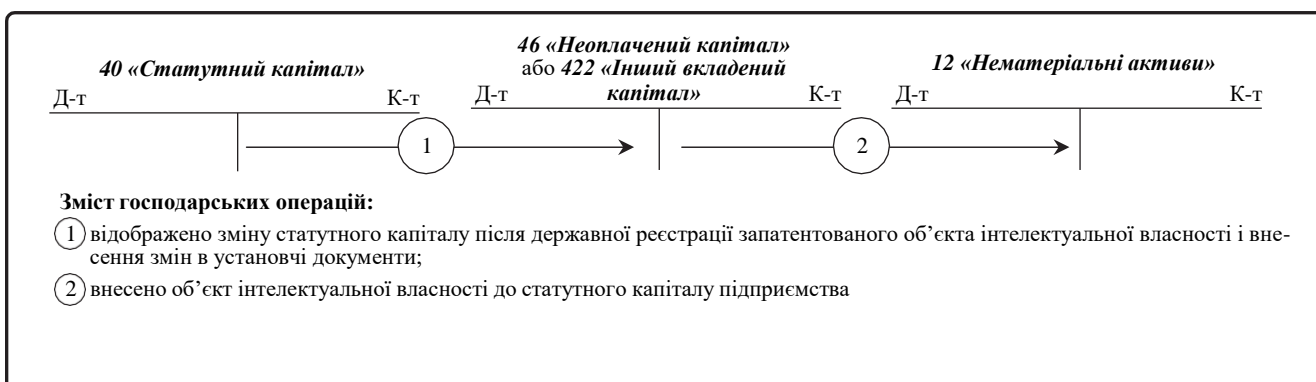 40 «Статутний капітал»
46 «Неоплачений капітал»
або 422 «Інший вкладений
капітал»
12 «Нематеріальні активи»
Д-т К-т Д-т К-т Д-т К-т
1 2
Зміст господарських операцій:
1 відображено зміну статутного капіталу після державної реєстрації запатентованого об’єкта інтелектуальної власності і вне-
сення змін в установчі документи;
2 внесено об’єкт інтелектуальної власності до статутного капіталу підприємства